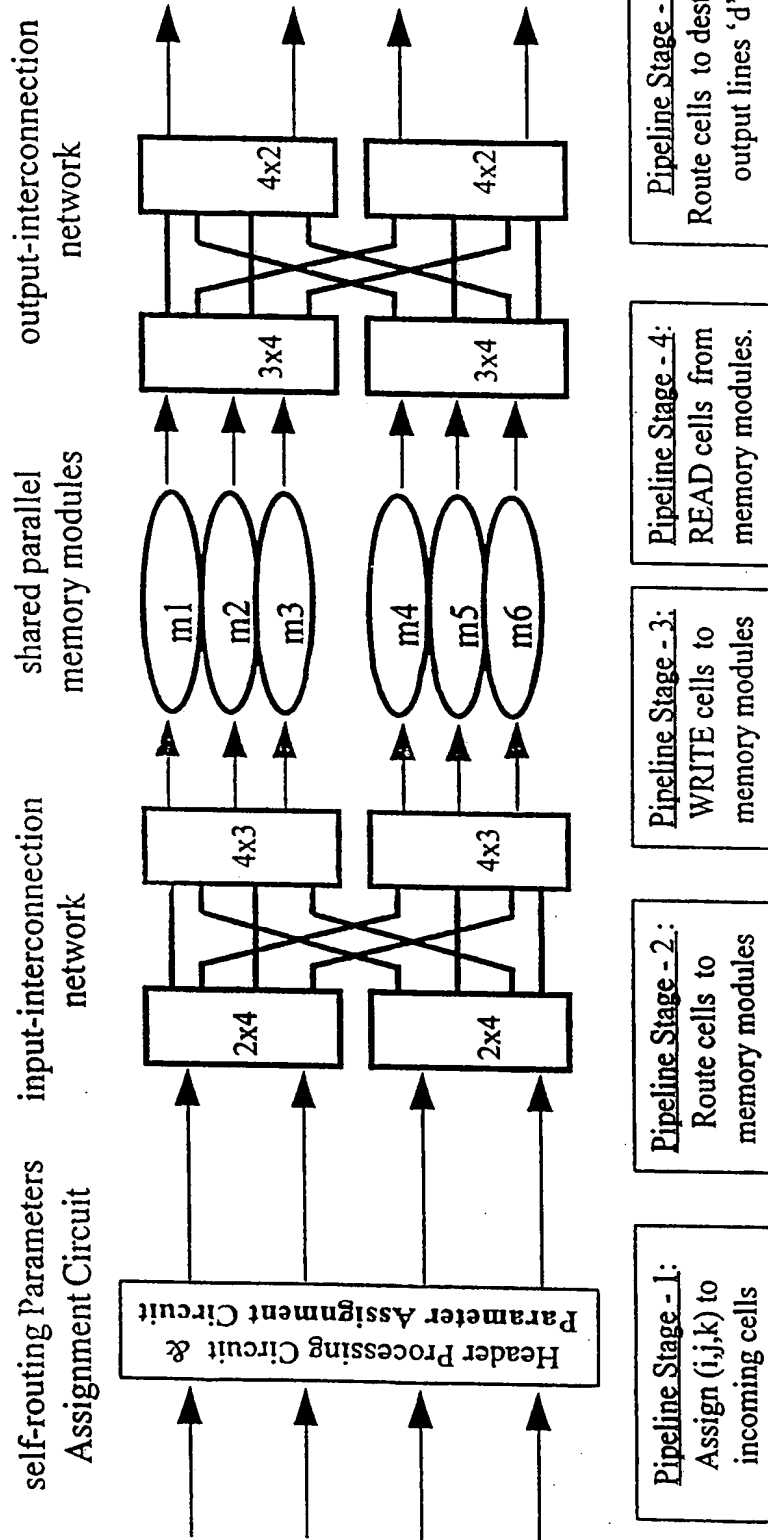 self-routing Parameters
Assignment Circuit
input-interconnection
network
shared parallel
memory modules
output-interconnection
network
Header Processing Circuit &
Parameter Assignment Circuit
2x4
2x4
4x3
4x3
m1
m2
m3
m4
m5
m6
3x4
3x4
4x2
4x2
Pipeline Stage - 1:
Assign (i,j,k) to
incoming cells
Pipeline Stage - 2 :
Route cells to
memory modules
Pipeline Stage - 3:
WRITE cells to
memory modules
Pipeline Stage - 4:
READ cells from
memory modules.
Pipeline Stage -
Route cells to
output lines 'd'